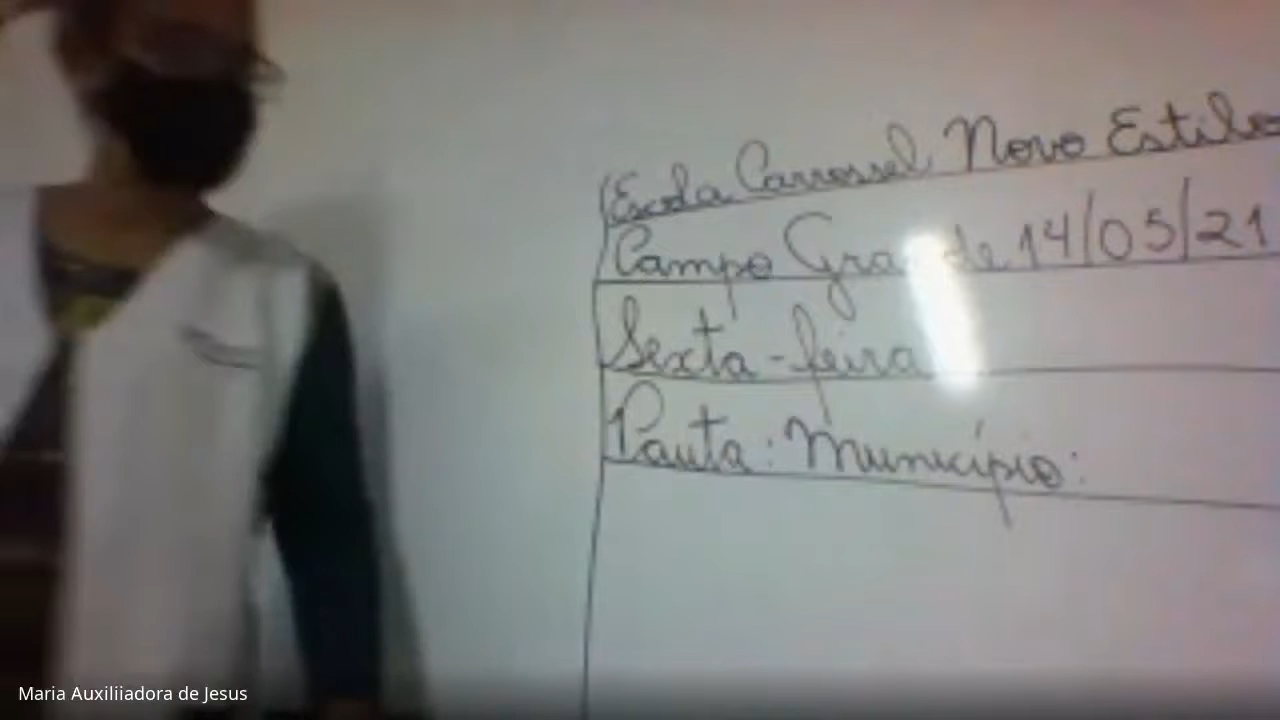 Escola Carrossel Novo Estilo
Campo Grande 14/05/21
Sexta-feira
Pauta: Município:
Maria Auxiliiadora de Jesus